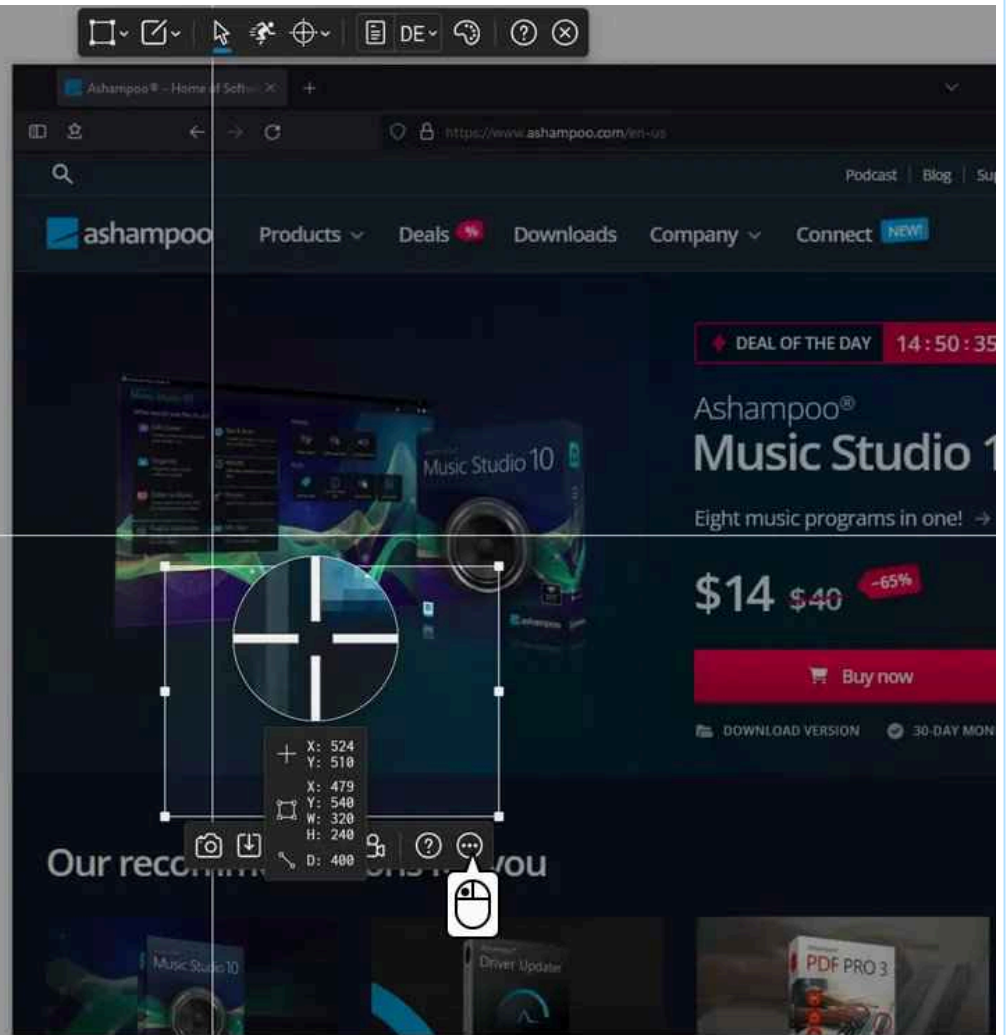 DE
Ashampoo® - Home of Softw
https://www.ashampoo.com/en-us
Podcast | Blog | Su
ashampoo
Products
Deals
%
Downloads
Company
Connect
NEW!
DEAL OF THE DAY
14 : 50 : 35
Ashampoo®
Music Studio 1
Eight music programs in one! →
Music Studio 10
$14 $40 -65%
Buy now
DOWNLOAD VERSION
30-DAY MON
X: 524
Y: 510
X: 479
Y: 540
W: 320
H: 240
D: 400
Our recom
you
Music Studio 10
Driver Updater
PDF PRO 3